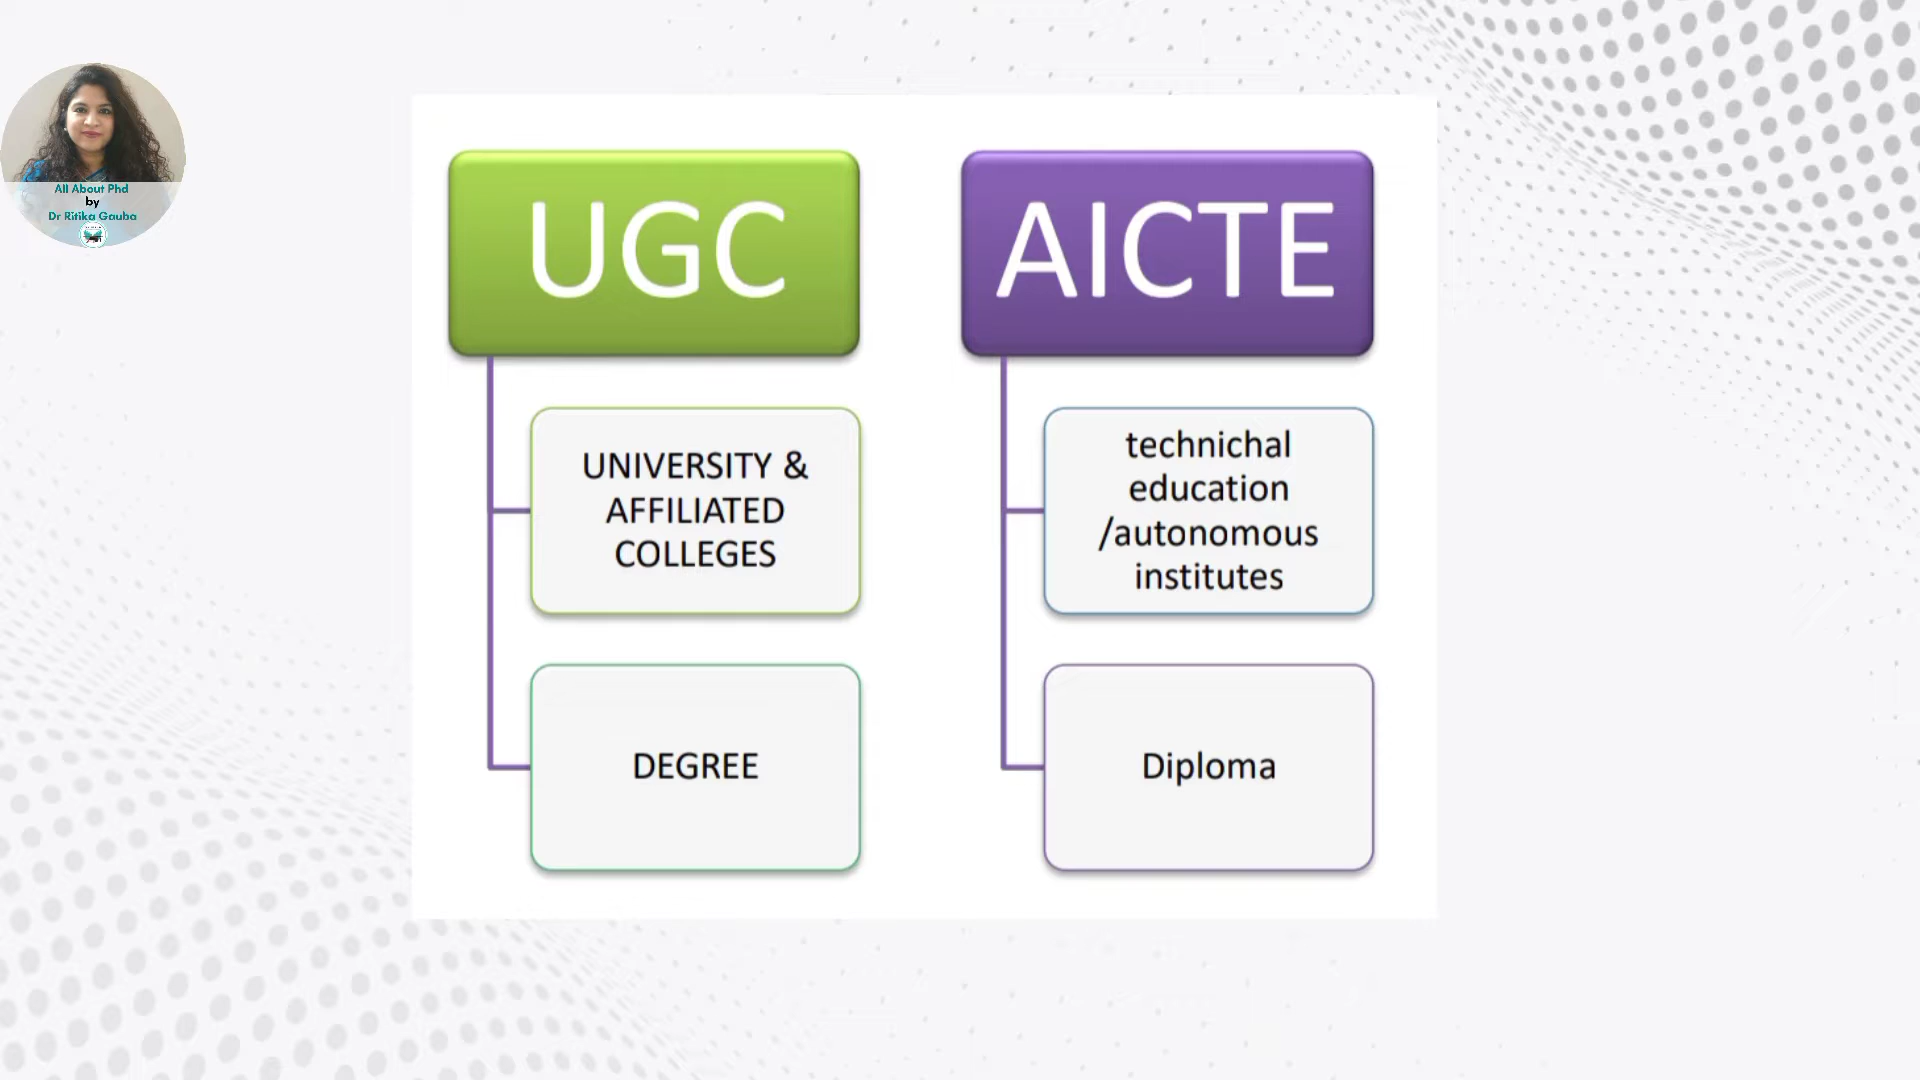 All About Phd
by
Dr Ritika Gauba
UGC
UNIVERSITY &
AFFILIATED
COLLEGES
DEGREE
AICTE
technichal
education
/autonomous
institutes
Diploma